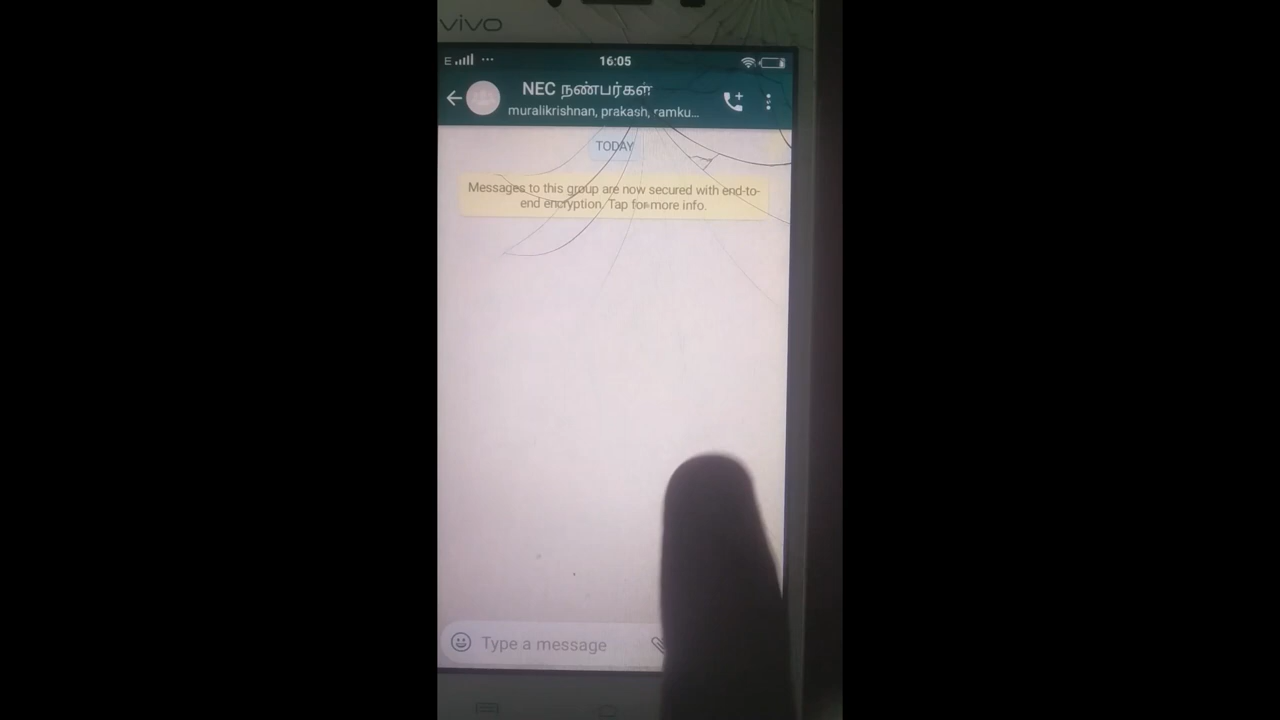 vivo
E 16:05
NEC நண்பர்கள்
muralikrishnan, prakash, ramku...
TODAY
Messages to this group are now secured with end-to-
end encryption. Tap for more info.
Type a message